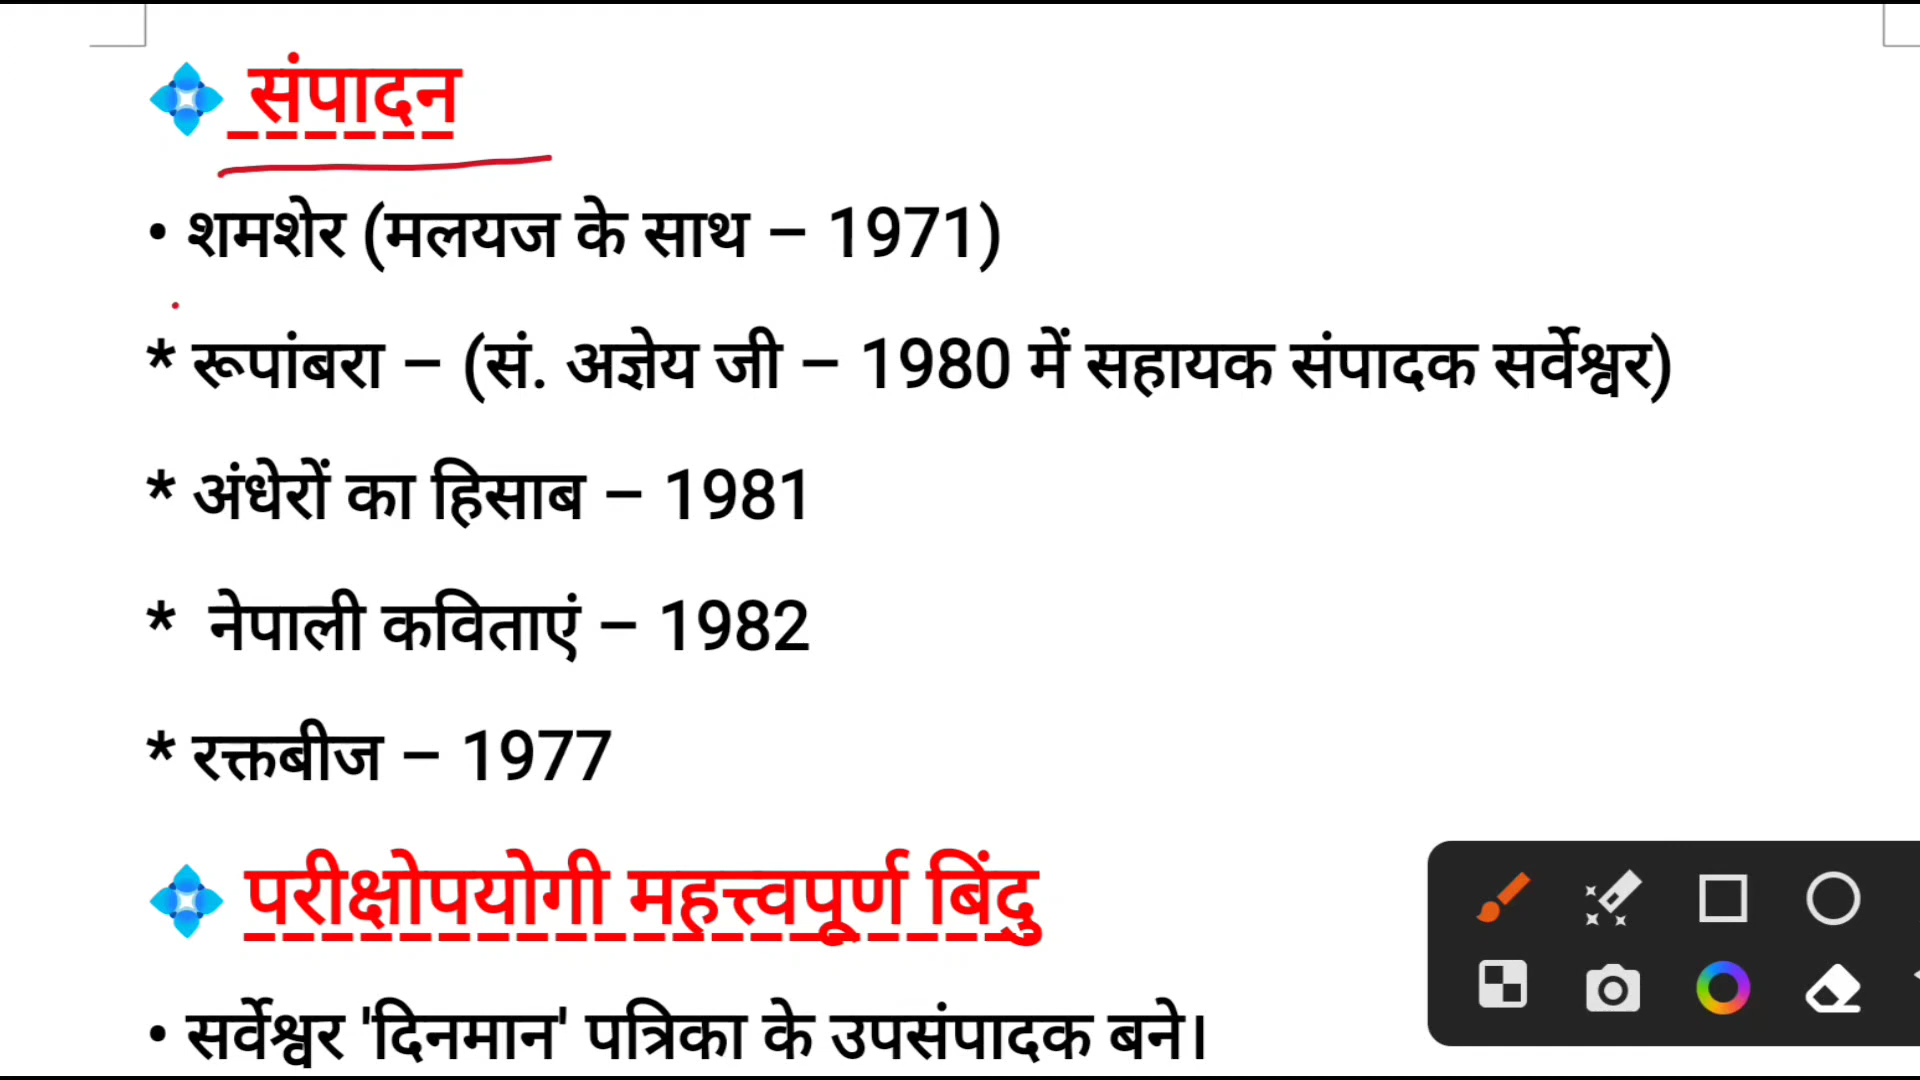 संपादन
• शमशेर (मलयज के साथ – 1971)
* रूपांबरा – (सं. अज्ञेय जी – 1980 में सहायक संपादक सर्वेश्वर)
* अंधेरों का हिसाब – 1981
* नेपाली कविताएं – 1982
* रक्तबीज – 1977
परीक्षोपयोगी महत्त्वपूर्ण बिंदु
• सर्वेश्वर 'दिनमान' पत्रिका के उपसंपादक बने।